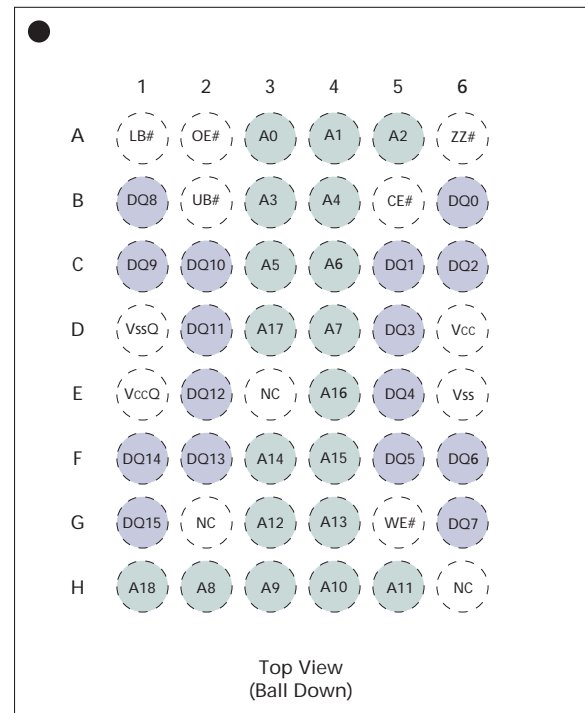 1 2 3 4 5 6
A LB# OE# A0 A1 A2 ZZ#
B DQ8 UB# A3 A4 CE# DQ0
C DQ9 DQ10 A5 A6 DQ1 DQ2
D VssQ DQ11 A17 A7 DQ3 Vcc
E VccQ DQ12 NC A16 DQ4 Vss
F DQ14 DQ13 A14 A15 DQ5 DQ6
G DQ15 NC A12 A13 WE# DQ7
H A18 A8 A9 A10 A11 NC
Top View
(Ball Down)